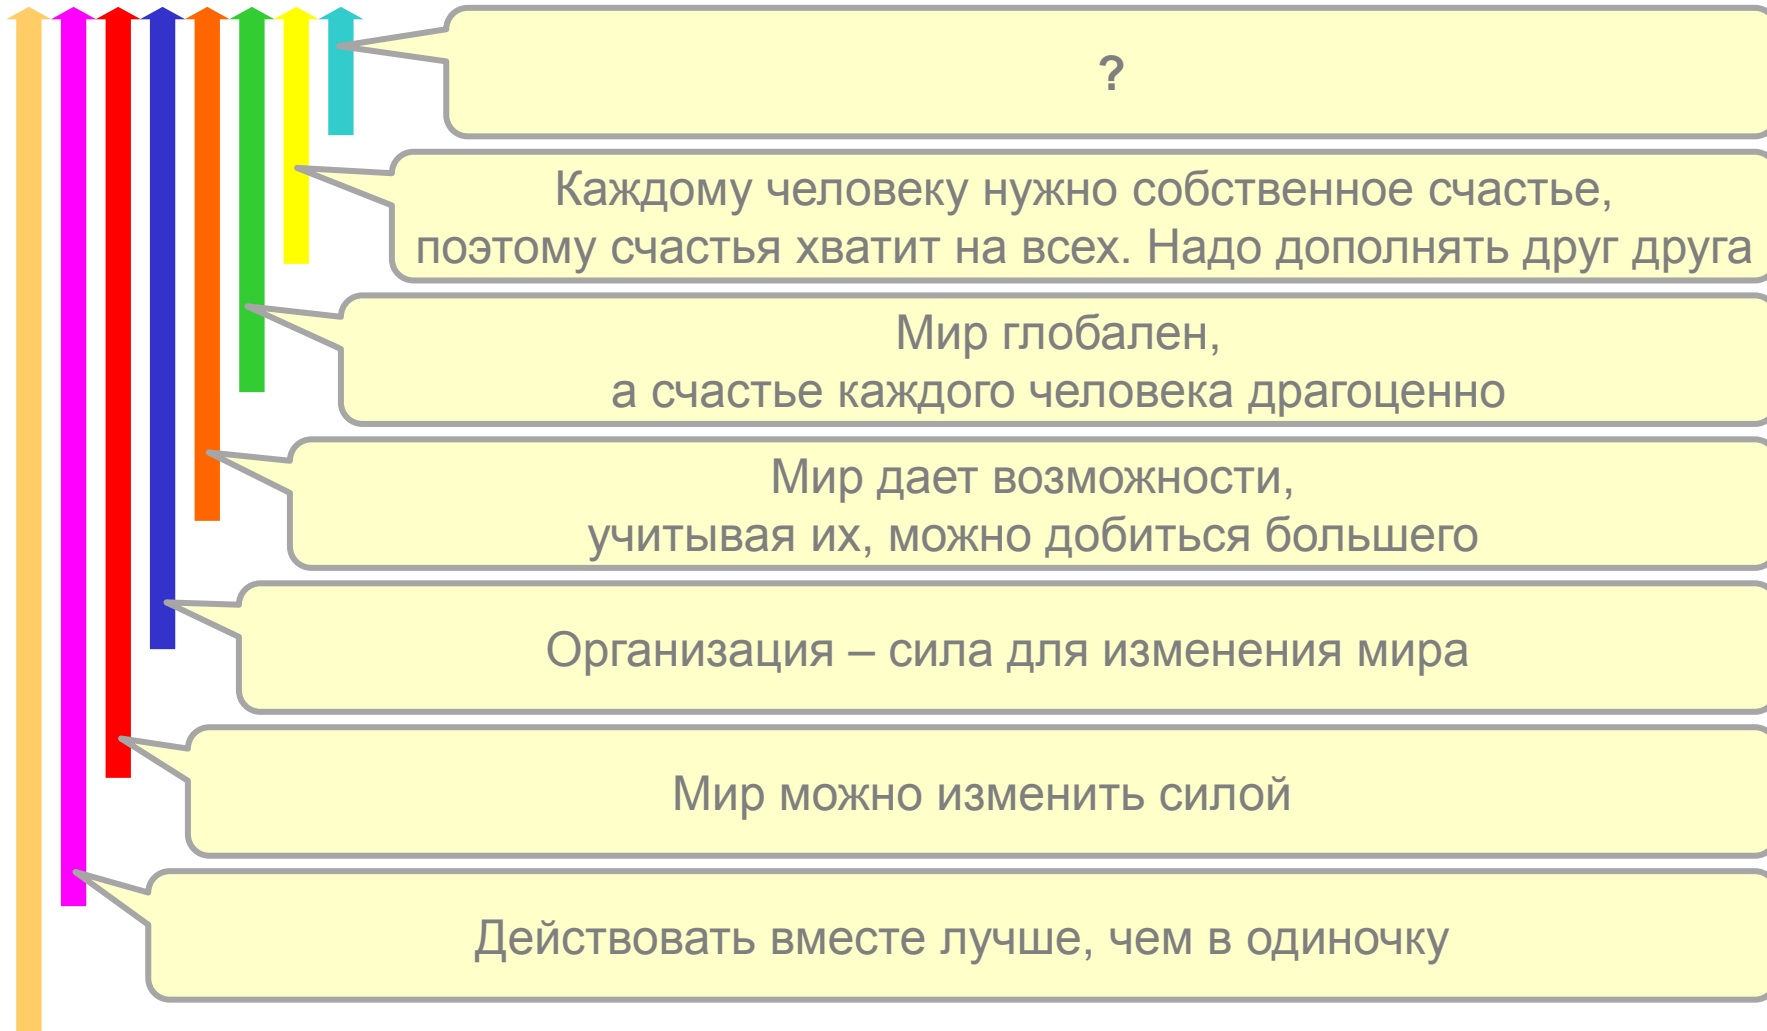 ?
Каждому человеку нужно собственное счастье,
поэтому счастья хватит на всех. Надо дополнять друг друга
Мир глобален,
а счастье каждого человека драгоценно
Мир дает возможности,
учитывая их, можно добиться большего
Организация – сила для изменения мира
Мир можно изменить силой
Действовать вместе лучше, чем в одиночку